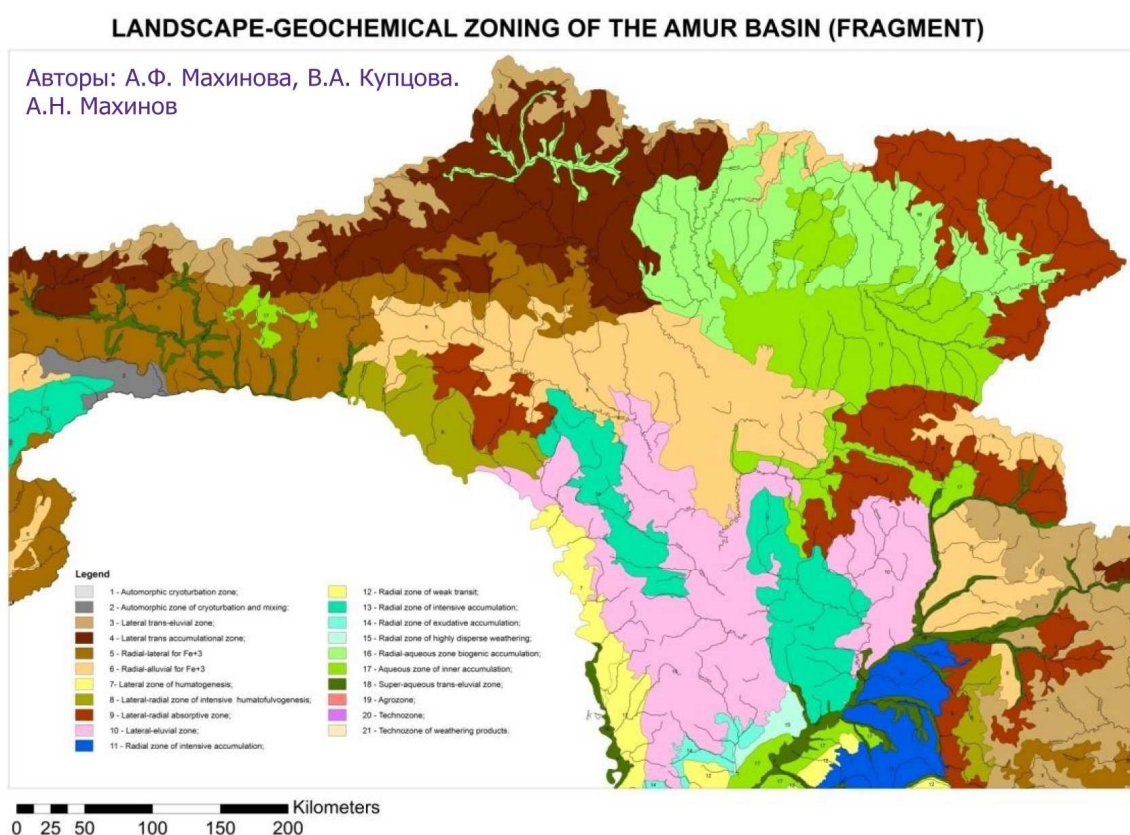 LANDSCAPE-GEOCHEMICAL ZONING OF THE AMUR BASIN (FRAGMENT)
Авторы: А.Ф. Махинова, В.А. Купцова.
А.Н. Махинов
Legend
1 - Automorphic cryoturbation zone;
2 - Automorphic zone of cryoturbation and mixing:
3 - Lateral trans-eluvial zone;
4 - Lateral trans accumulational zone;
5 - Radial-lateral for Fe+3
6 - Radial-alluvial for Fe+3
7- Lateral zone of humatogenesis;
8 - Lateral-radial zone of intensive humatofulvogenesis;
9 - Lateral-radial absorptive zone;
10 - Lateral-eluvial zone;
11 - Radial zone of intensive accumulation;
12 - Radial zone of weak transit;
13 - Radial zone of intensive accumulation;
14 - Radial zone of exudative accumulation;
15 - Radial zone of highly disperse weathering;
16 - Radial-aqueous zone biogenic accumulation;
17 - Aqueous zone of inner accumulation;
18 - Super-aqueous trans-eluvial zone;
19 - Agrozone;
20 - Technozone;
21 - Technozone of weathering products.
Kilometers
0 25 50 100 150 200